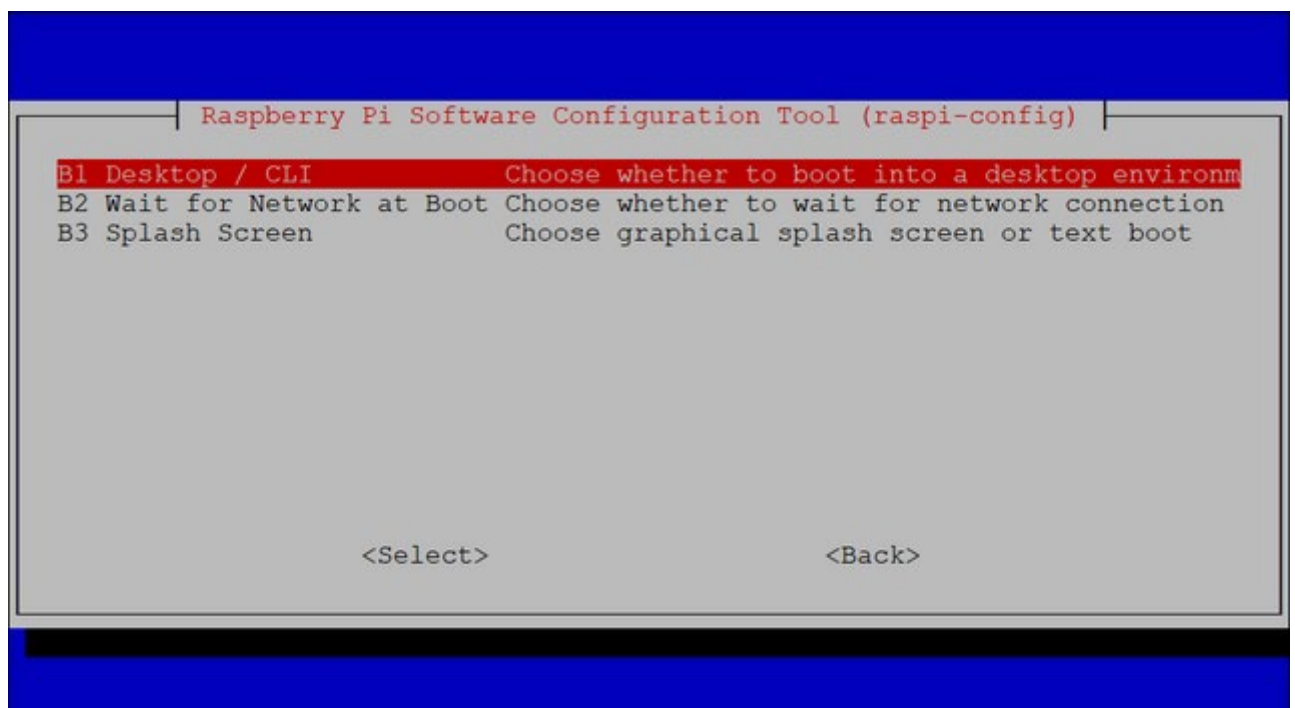 Raspberry Pi Software Configuration Tool (raspi-config)
B1 Desktop / CLI Choose whether to boot into a desktop environm
B2 Wait for Network at Boot Choose whether to wait for network connection
B3 Splash Screen Choose graphical splash screen or text boot
<Select> <Back>